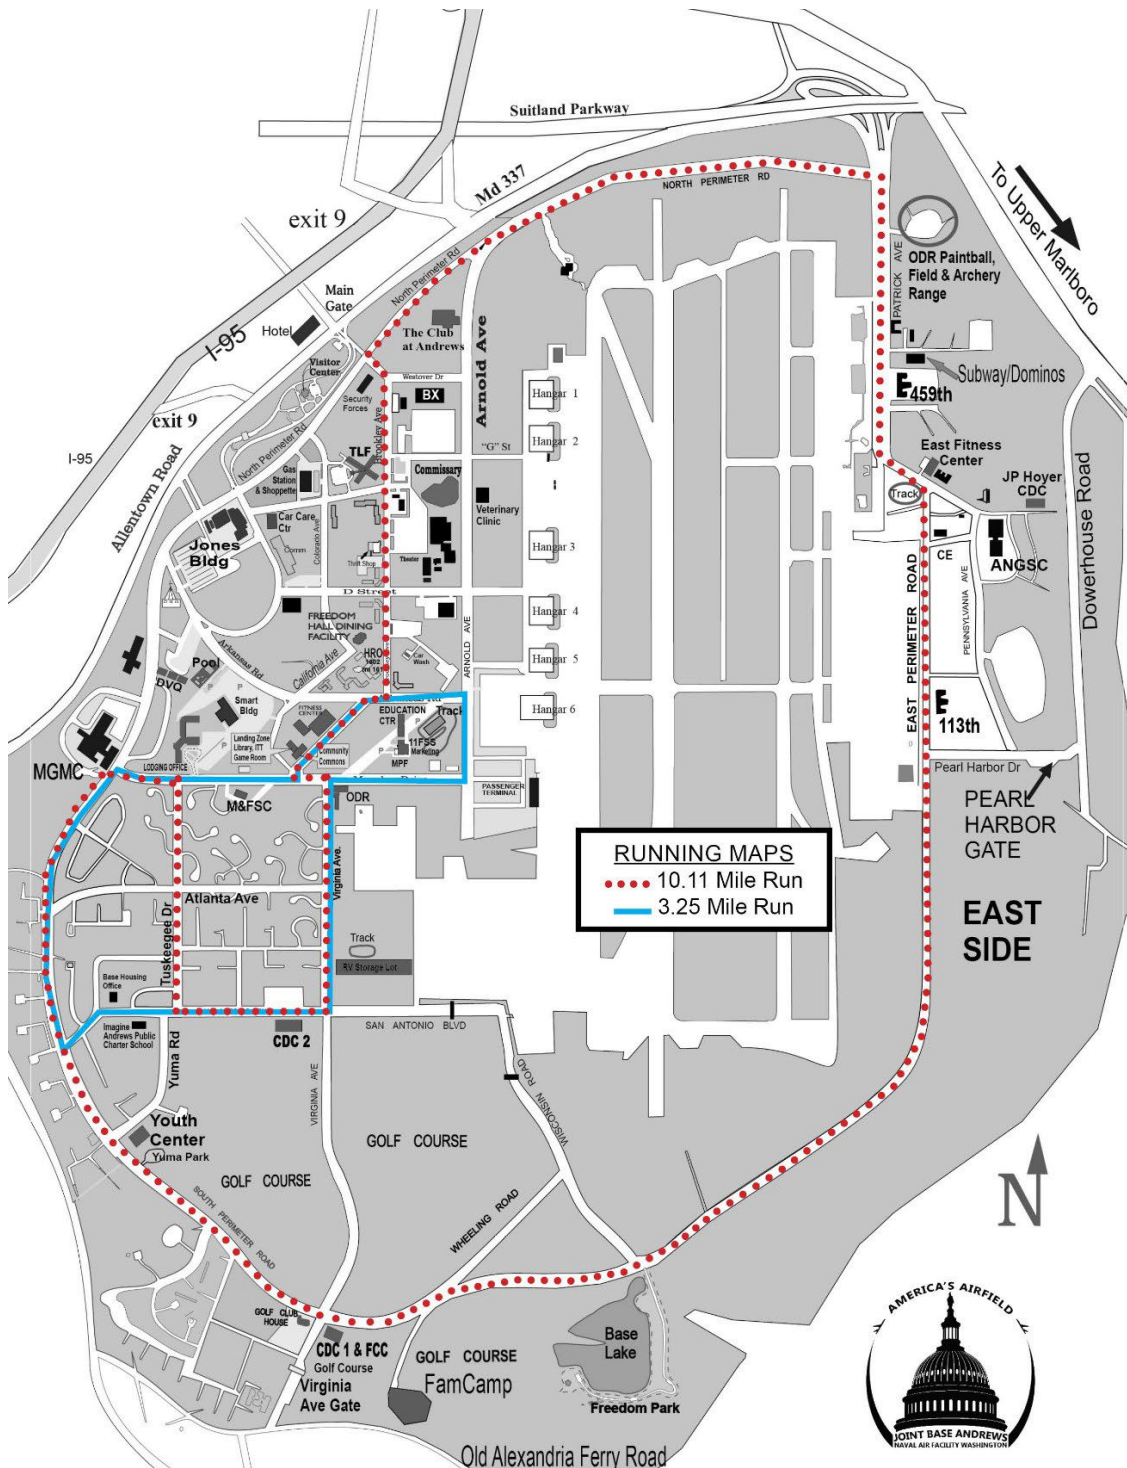 Suitland Parkway
To Upper Marlboro
Md 337
NORTH PERIMETER RD
exit 9
ODR Paintball,
Field & Archery
Range
PATRICK AVE
North Perimeter Rd
Main
Gate
Hotel
I-95
The Club
at Andrews
Arnold Ave
Visitor
Center
Westover Dr
BX
Security
Forces
Hangar 1
Subway/Dominos
459th
exit 9
I-95
Allentown Road
North Perimeter Rd
Brookley Ave
"G" St
Hangar 2
TLF
East Fitness
Center
Gas
Station
& Shoppette
Commissary
JP Hoyer
CDC
Track
Veterinary
Clinic
Car Care
Ctr
Colorado Ave
Jones
Bldg
Comm
Thrift Shop
Theater
Hangar 3
CE
ANGSC
Dowerhouse Road
EAST PERIMETER ROAD
PENNSYLVANIA AVE
D Street
FREEDOM
HALL DINING
FACILITY
Hangar 4
ARNOLD AVE
Arkansas Rd
California Ave
HRO
1602
Car
Wash
Hangar 5
Pool
DVQ
P P
Smart
Bldg
FITNESS
CENTER
EDUCATION
CTR
Track
Hangar 6
113th
MGMC
LODGING OFFICE
P
Landing Zone
Library, ITT
Game Room
Community
Commons
11FSS
Marketing
P
MPF
Pearl Harbor Dr
M&FSC
ODR
PASSENGER
TERMINAL
PEARL
HARBOR
GATE
RUNNING MAPS
10.11 Mile Run
3.25 Mile Run
Virginia Ave.
Atlanta Ave
Tuskeegee Dr
EAST
SIDE
Track
RV Storage Lot
Base Housing
Office
Imagine
Andrews Public
Charter School
CDC 2
SAN ANTONIO BLVD
Yuma Rd
VIRGINIA AVE
WISCONSIN ROAD
Youth
Center
Yuma Park
GOLF COURSE
GOLF COURSE
N
SOUTH PERIMETER ROAD
WHEELING ROAD
GOLF CLUB
HOUSE
CDC 1 & FCC
Golf Course
Virginia
Ave Gate
GOLF COURSE
FamCamp
Base
Lake
Freedom Park
Old Alexandria Ferry Road
AMERICA'S AIRFIELD
JOINT BASE ANDREWS
NAVAL AIR FACILITY WASHINGTON